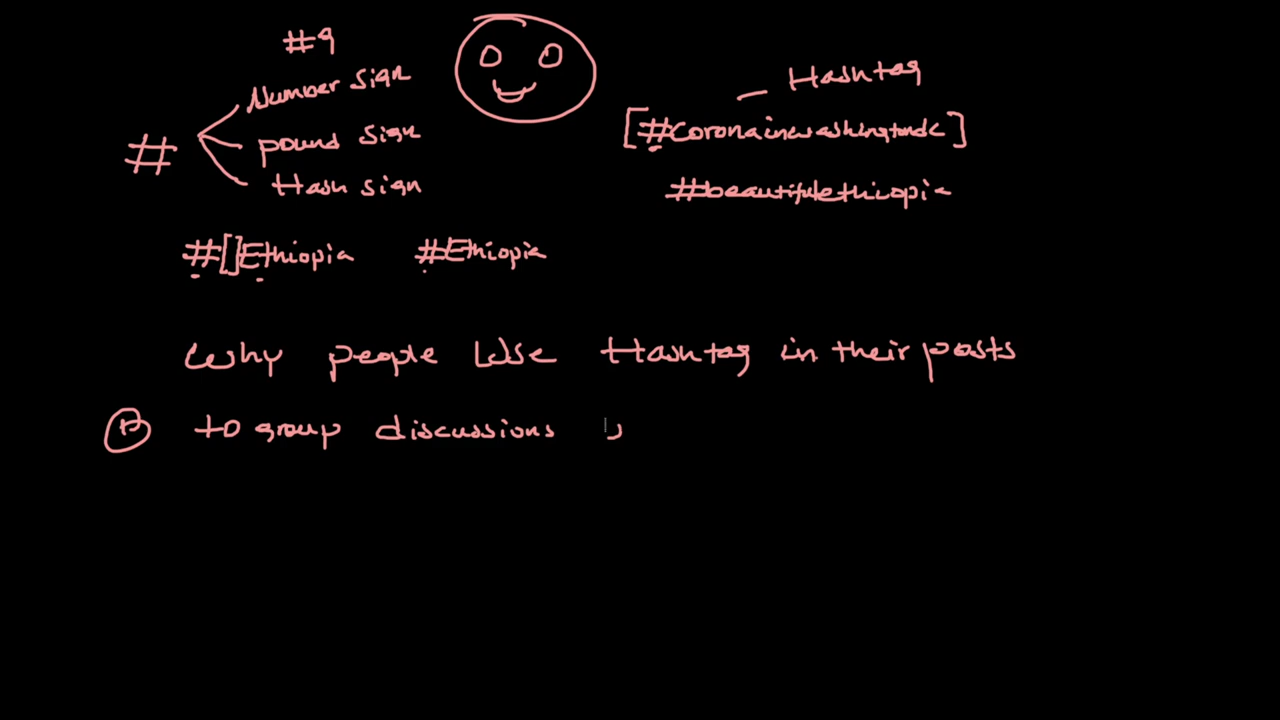 #9
Number sign
# pound sign
Hash sign
Hashtag
[#coronainwashingtondc]
#beautifulethiopia
#[]Ethiopia #Ethiopia
Why people Use Hashtag in their posts
to group discussions